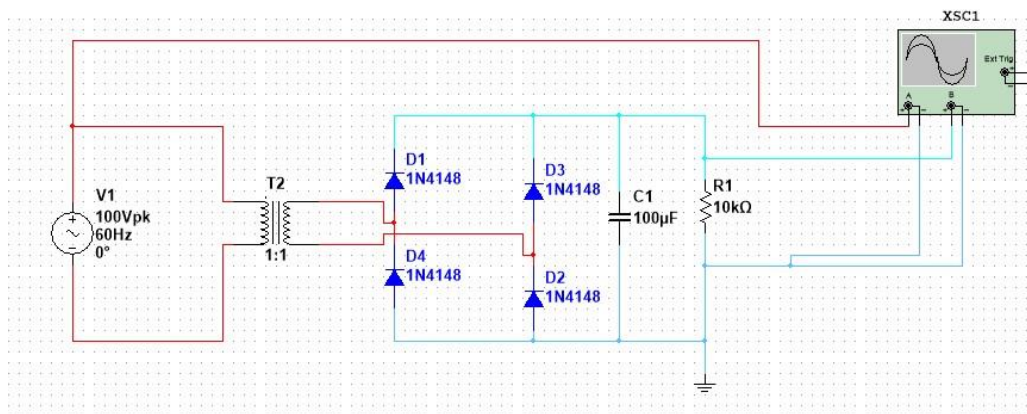 XSC1
Ext Trig
+
−
A
B
+ −
+ −
V1
100Vpk
60Hz
0°
T2
1:1
D1
1N4148
D3
1N4148
D4
1N4148
D2
1N4148
C1
100µF
R1
10kΩ